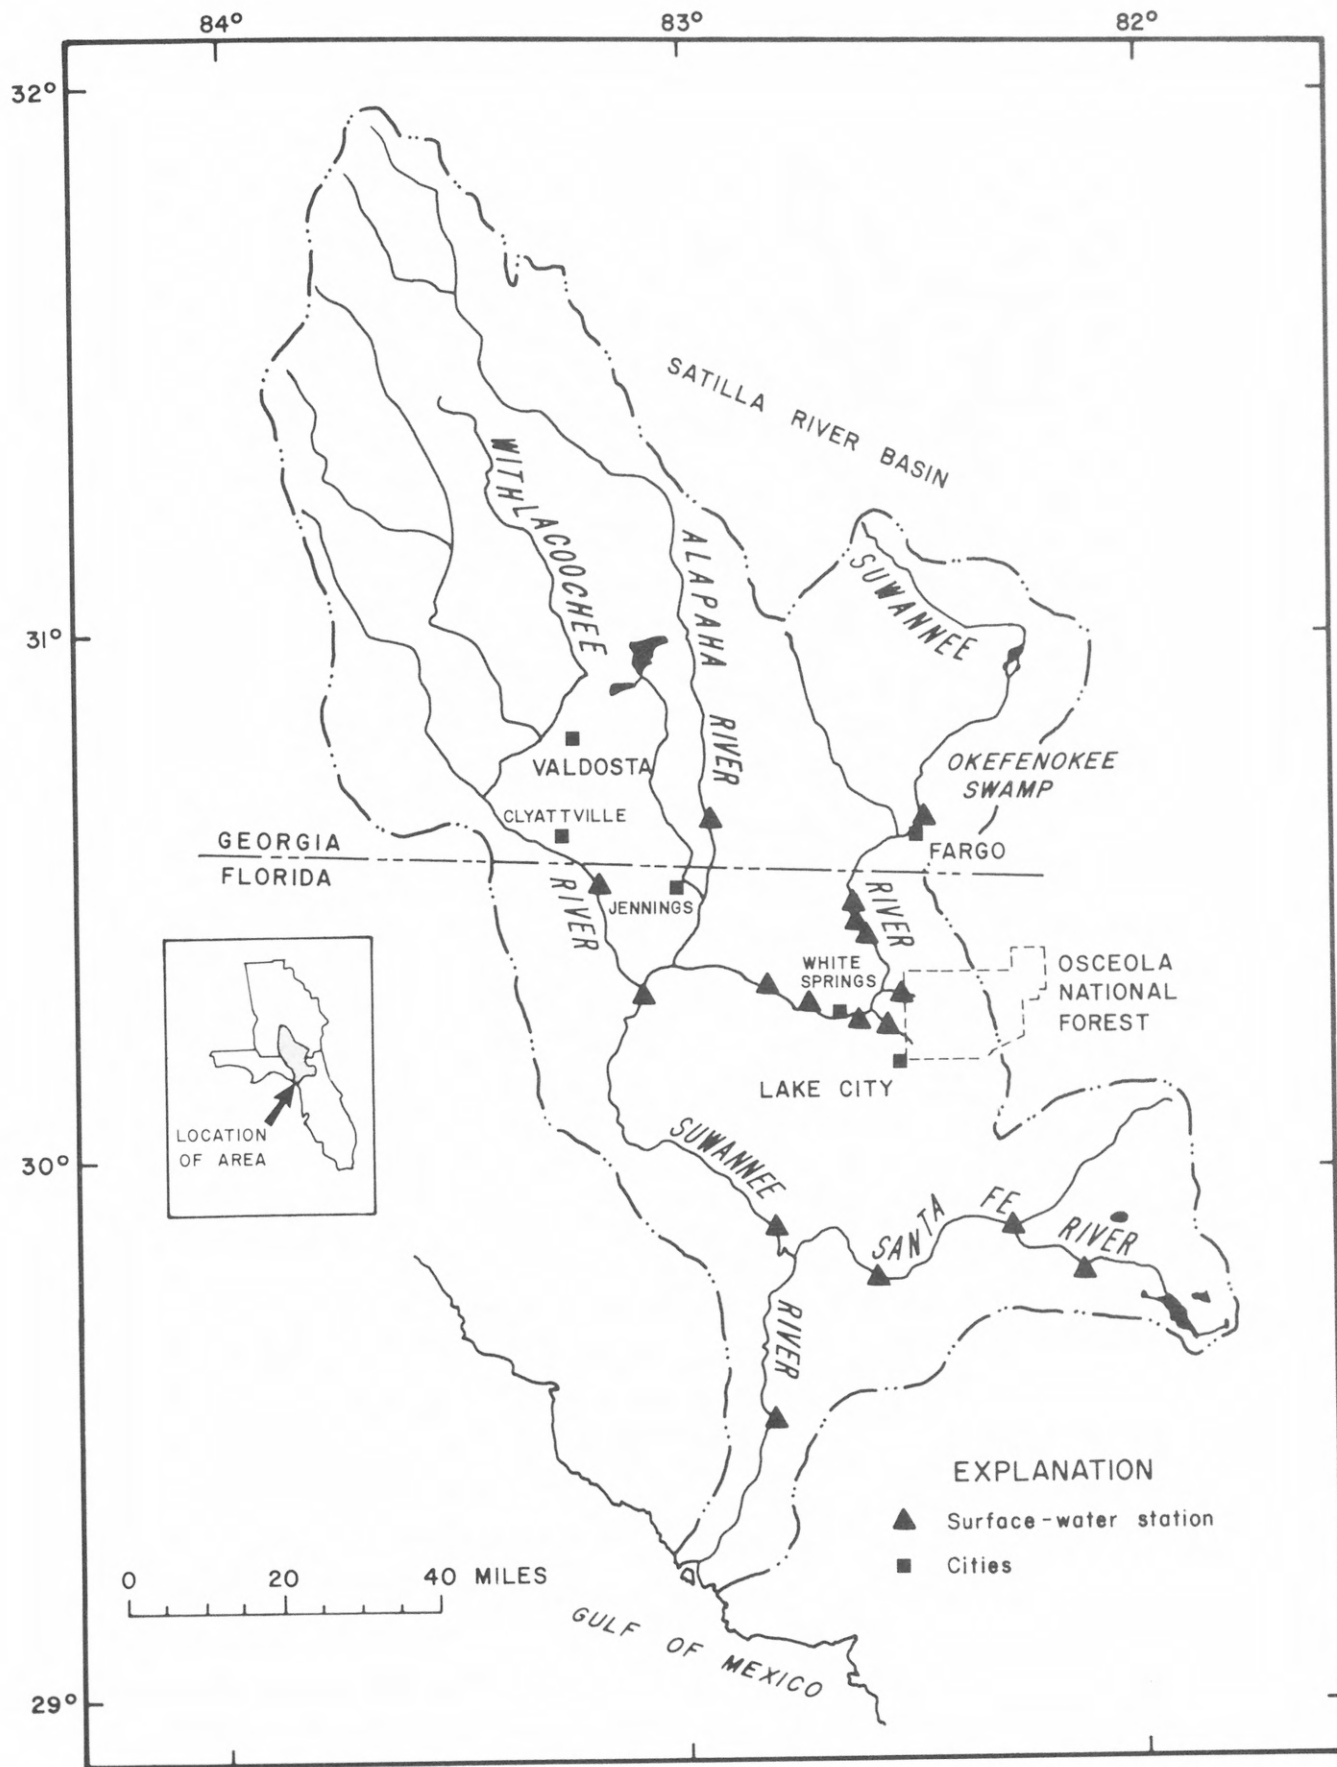 84° 83° 82°
32°
SATILLA RIVER BASIN
WITHLACOOCHEE
ALAPAHA RIVER
SUWANNEE
31°
OKEFENOKEE
SWAMP
VALDOSTA
CLYATTVILLE
GEORGIA
FARGO
FLORIDA
RIVER
JENNINGS
RIVER
WHITE
SPRINGS
OSCEOLA
NATIONAL
FOREST
LAKE CITY
LOCATION
OF AREA
SUWANNEE
30°
SANTA FE RIVER
RIVER
EXPLANATION
Surface-water station
Cities
0 20 40 MILES
GULF OF MEXICO
29°